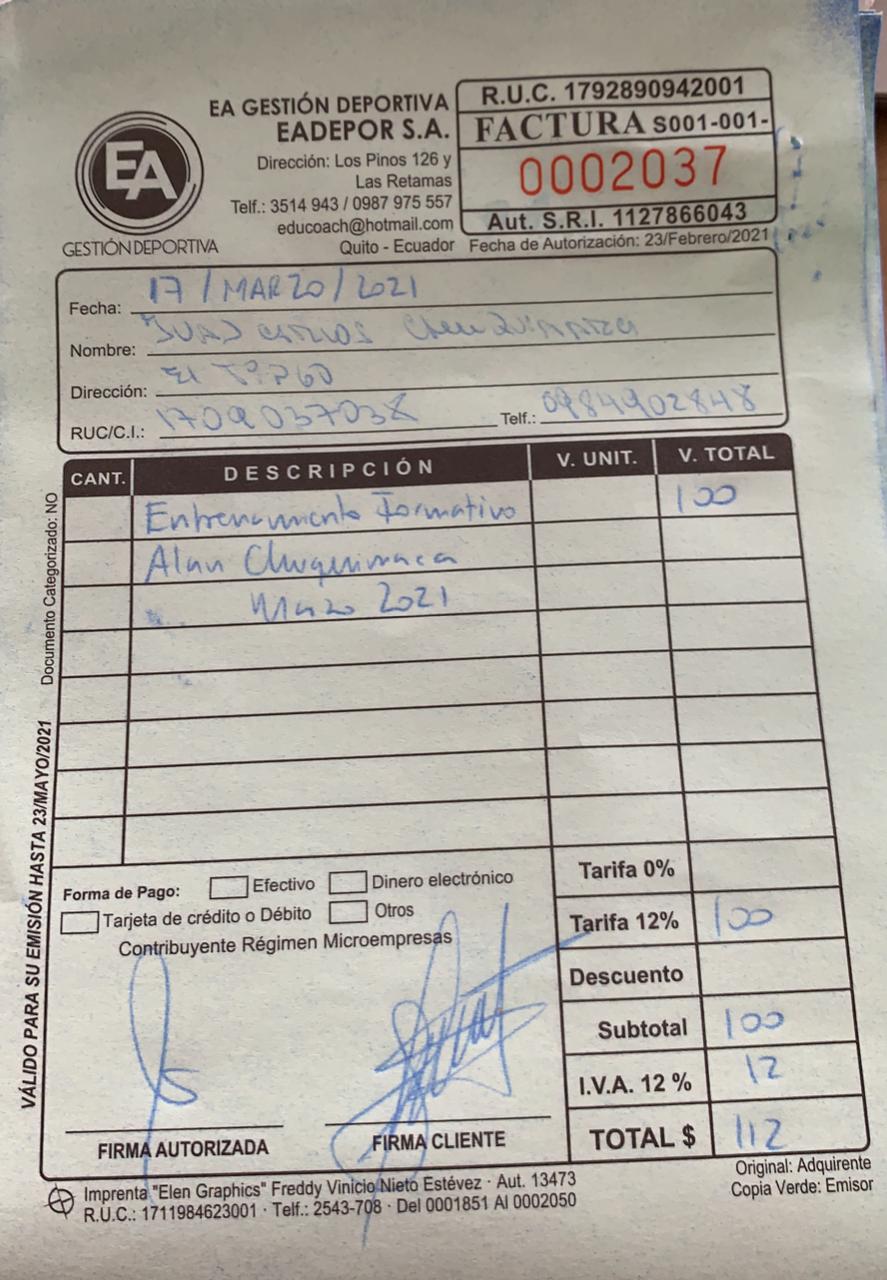 EA
GESTIÓN DEPORTIVA
EA GESTIÓN DEPORTIVA
EADEPOR S.A.
Dirección: Los Pinos 126 y
Las Retamas
Telf.: 3514 943 / 0987 975 557
educoach@hotmail.com
Quito - Ecuador
R.U.C. 1792890942001
FACTURA S001-001-
0002037
Aut. S.R.I. 1127866043
Fecha de Autorización: 23/Febrero/2021
Fecha: 17 / MARZO / 2021
Nombre: JUAN CARLOS
Dirección: El
RUC/C.I.: Telf.: 0984902848
CANT. DESCRIPCIÓN V. UNIT. V. TOTAL
Entrenamiento Formativo 100
Alan
Marzo 2021
Documento Categorizado: NO
VÁLIDO PARA SU EMISIÓN HASTA 23/MAYO/2021
Forma de Pago: Efectivo Dinero electrónico
Tarjeta de crédito o Débito Otros
Contribuyente Régimen Microempresas
Tarifa 0%
Tarifa 12% 100
Descuento
Subtotal 100
I.V.A. 12 % 12
TOTAL $ 112
FIRMA AUTORIZADA FIRMA CLIENTE
Imprenta "Elen Graphics" Freddy Vinicio Nieto Estévez · Aut. 13473
R.U.C.: 1711984623001 · Telf.: 2543-708 · Del 0001851 Al 0002050
Original: Adquirente
Copia Verde: Emisor